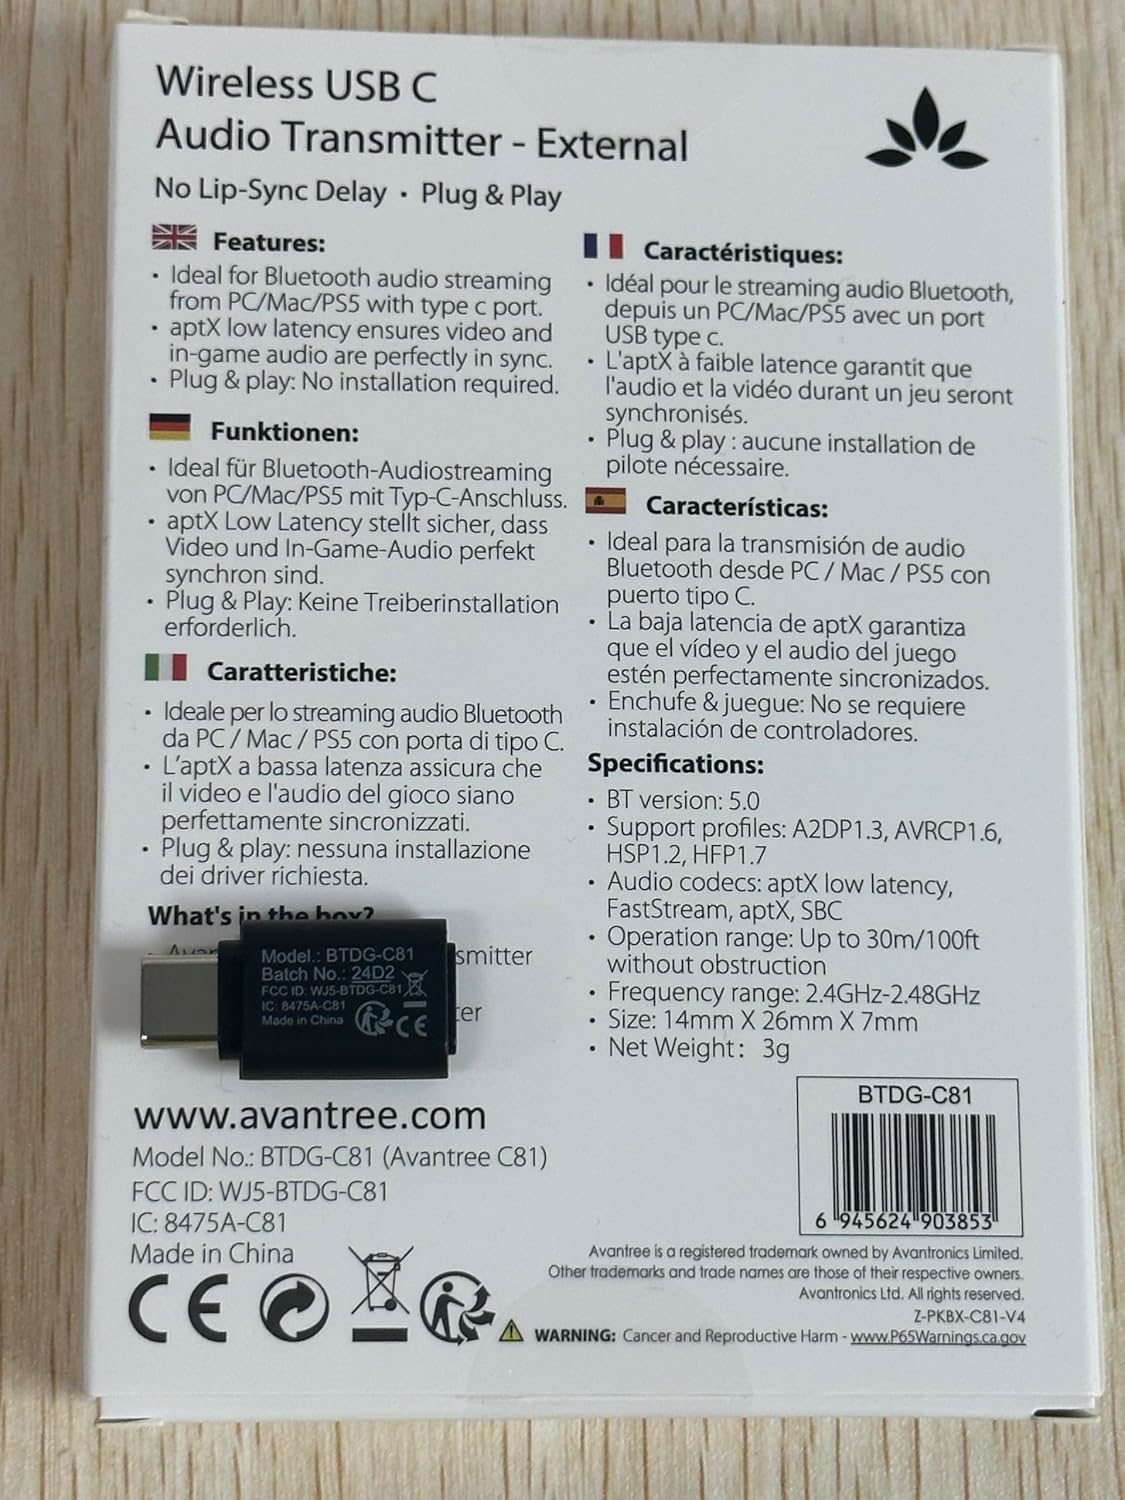 Wireless USB C
Audio Transmitter - External
No Lip-Sync Delay · Plug & Play
Features:
• Ideal for Bluetooth audio streaming
from PC/Mac/PS5 with type c port.
• aptX low latency ensures video and
in-game audio are perfectly in sync.
• Plug & play: No installation required.
Funktionen:
• Ideal für Bluetooth-Audiostreaming
von PC/Mac/PS5 mit Typ-C-Anschluss.
• aptX Low Latency stellt sicher, dass
Video und In-Game-Audio perfekt
synchron sind.
• Plug & Play: Keine Treiberinstallation
erforderlich.
Caratteristiche:
• Ideale per lo streaming audio Bluetooth
da PC / Mac / PS5 con porta di tipo C.
• L'aptX a bassa latenza assicura che
il video e l'audio del gioco siano
perfettamente sincronizzati.
• Plug & play: nessuna installazione
dei driver richiesta.
What's in the box?
Model.: BTDG-C81
Batch No.: 24D2
FCC ID: WJ5-BTDG-C81
IC: 8475A-C81
Made in China
CE
www.avantree.com
Model No.: BTDG-C81 (Avantree C81)
FCC ID: WJ5-BTDG-C81
IC: 8475A-C81
Made in China
CE
Caractéristiques:
• Idéal pour le streaming audio Bluetooth,
depuis un PC/Mac/PS5 avec un port
USB type c.
• L'aptX à faible latence garantit que
l'audio et la vidéo durant un jeu seront
synchronisés.
• Plug & play : aucune installation de
pilote nécessaire.
Características:
• Ideal para la transmisión de audio
Bluetooth desde PC / Mac / PS5 con
puerto tipo C.
• La baja latencia de aptX garantiza
que el vídeo y el audio del juego
estén perfectamente sincronizados.
• Enchufe & juegue: No se requiere
instalación de controladores.
Specifications:
• BT version: 5.0
• Support profiles: A2DP1.3, AVRCP1.6,
HSP1.2, HFP1.7
• Audio codecs: aptX low latency,
FastStream, aptX, SBC
• Operation range: Up to 30m/100ft
without obstruction
• Frequency range: 2.4GHz-2.48GHz
• Size: 14mm X 26mm X 7mm
• Net Weight: 3g
BTDG-C81
6 945624 903853
Avantree is a registered trademark owned by Avantronics Limited.
Other trademarks and trade names are those of their respective owners.
Avantronics Ltd. All rights reserved.
Z-PKBX-C81-V4
WARNING: Cancer and Reproductive Harm - www.P65Warnings.ca.gov